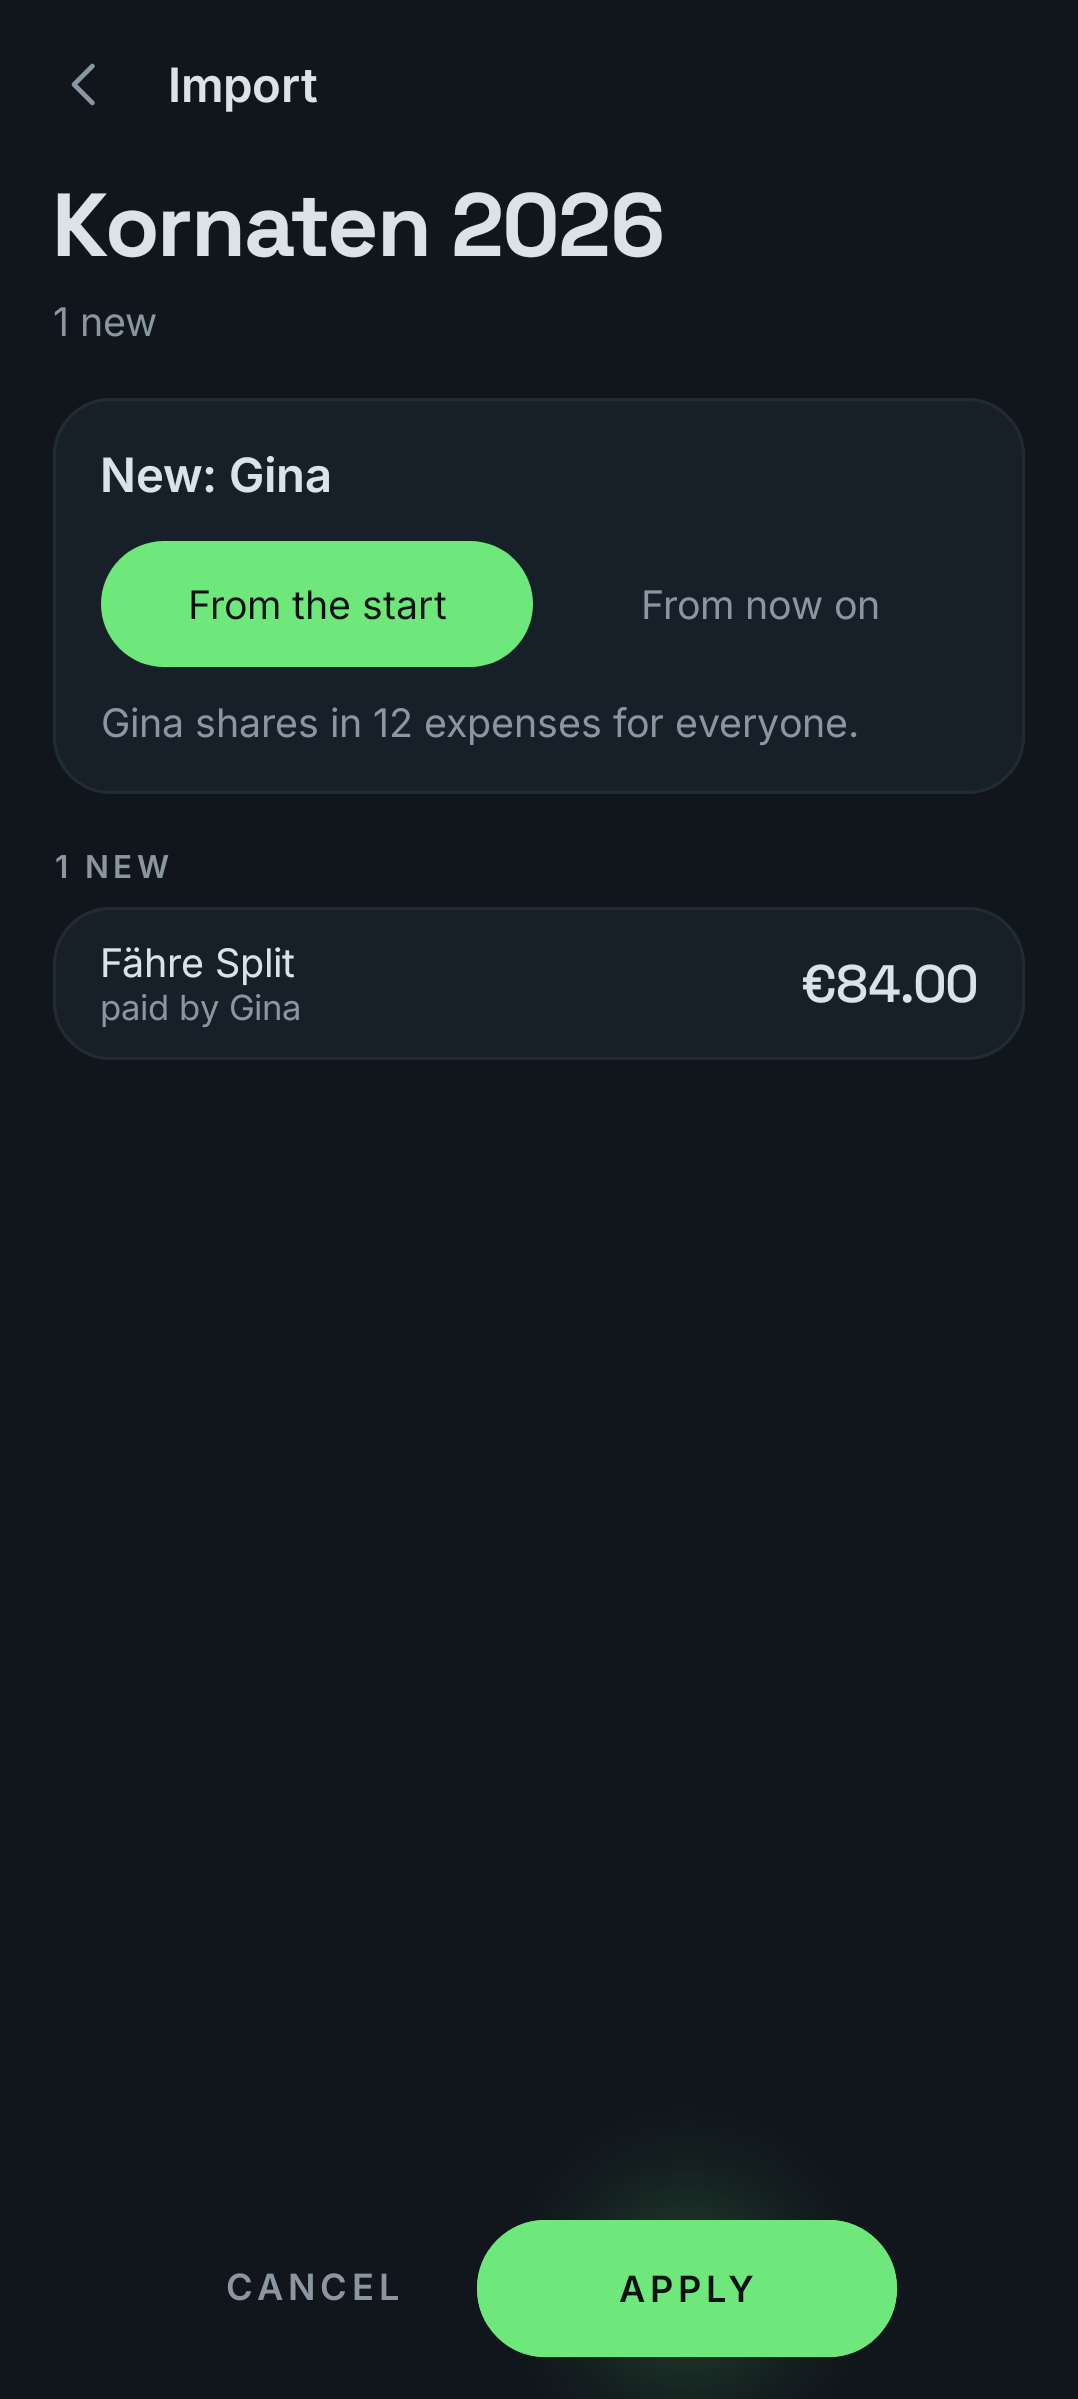 Import
Kornaten 2026
1 new
New: Gina
From the start
From now on
Gina shares in 12 expenses for everyone.
1 NEW
Fähre Split
paid by Gina
€84.00
CANCEL
APPLY